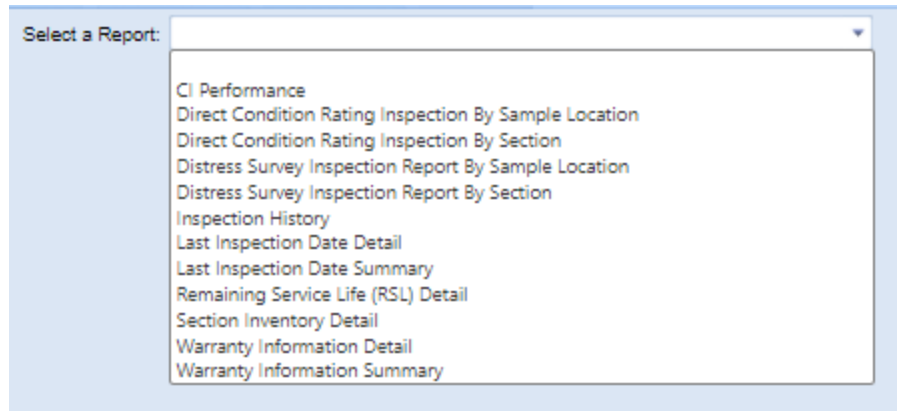 Select a Report:
CI Performance
Direct Condition Rating Inspection By Sample Location
Direct Condition Rating Inspection By Section
Distress Survey Inspection Report By Sample Location
Distress Survey Inspection Report By Section
Inspection History
Last Inspection Date Detail
Last Inspection Date Summary
Remaining Service Life (RSL) Detail
Section Inventory Detail
Warranty Information Detail
Warranty Information Summary